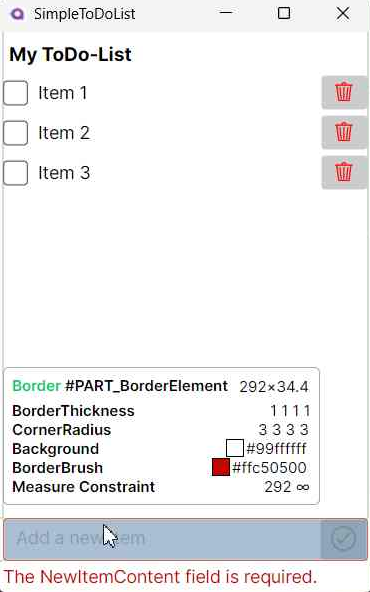 SimpleToDoList
My ToDo-List
Item 1
Item 2
Item 3
Border #PART_BorderElement 292×34.4
BorderThickness 1 1 1 1
CornerRadius 3 3 3 3
Background #99ffffff
BorderBrush #ffc50500
Measure Constraint 292 ∞
Add a new item
The NewItemContent field is required.